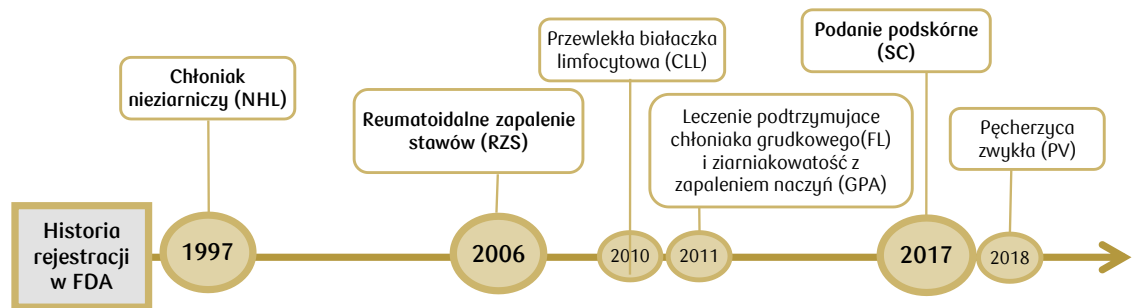 Historia
rejestracji
w FDA
Chłoniak
nieziarniczy (NHL)
1997
Reumatoidalne zapalenie
stawów (RZS)
2006
Przewlekła białaczka
limfocytowa (CLL)
2010
Leczenie podtrzymujace
chłoniaka grudkowego(FL)
i ziarniakowatość z
zapaleniem naczyń (GPA)
2011
Podanie podskórne
(SC)
2017
Pęcherzyca
zwykła (PV)
2018